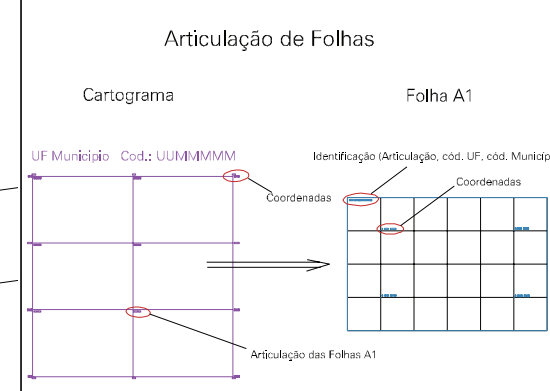 Articulação de Folhas
Cartograma
Folha A1
UF Municipio Cod.: UUMMMMM
Identificação (Articulação, cód. UF, cód. Municíp
Coordenadas
Coordenadas
Articulação das Folhas A1